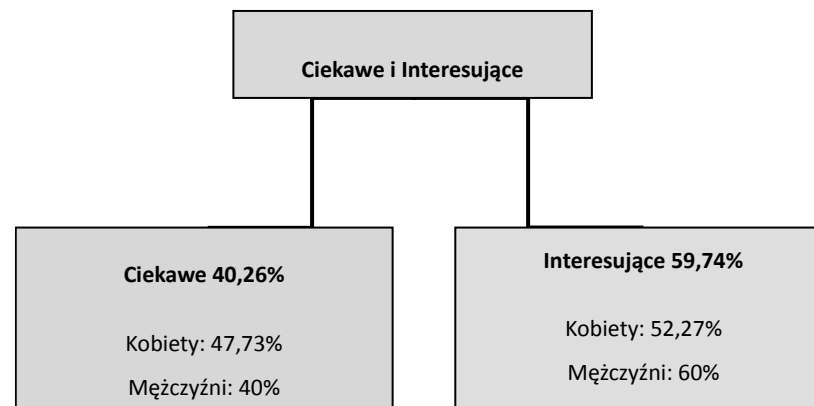 Ciekawe i Interesujące
Ciekawe 40,26%
Kobiety: 47,73%
Mężczyźni: 40%
Interesujące 59,74%
Kobiety: 52,27%
Mężczyźni: 60%